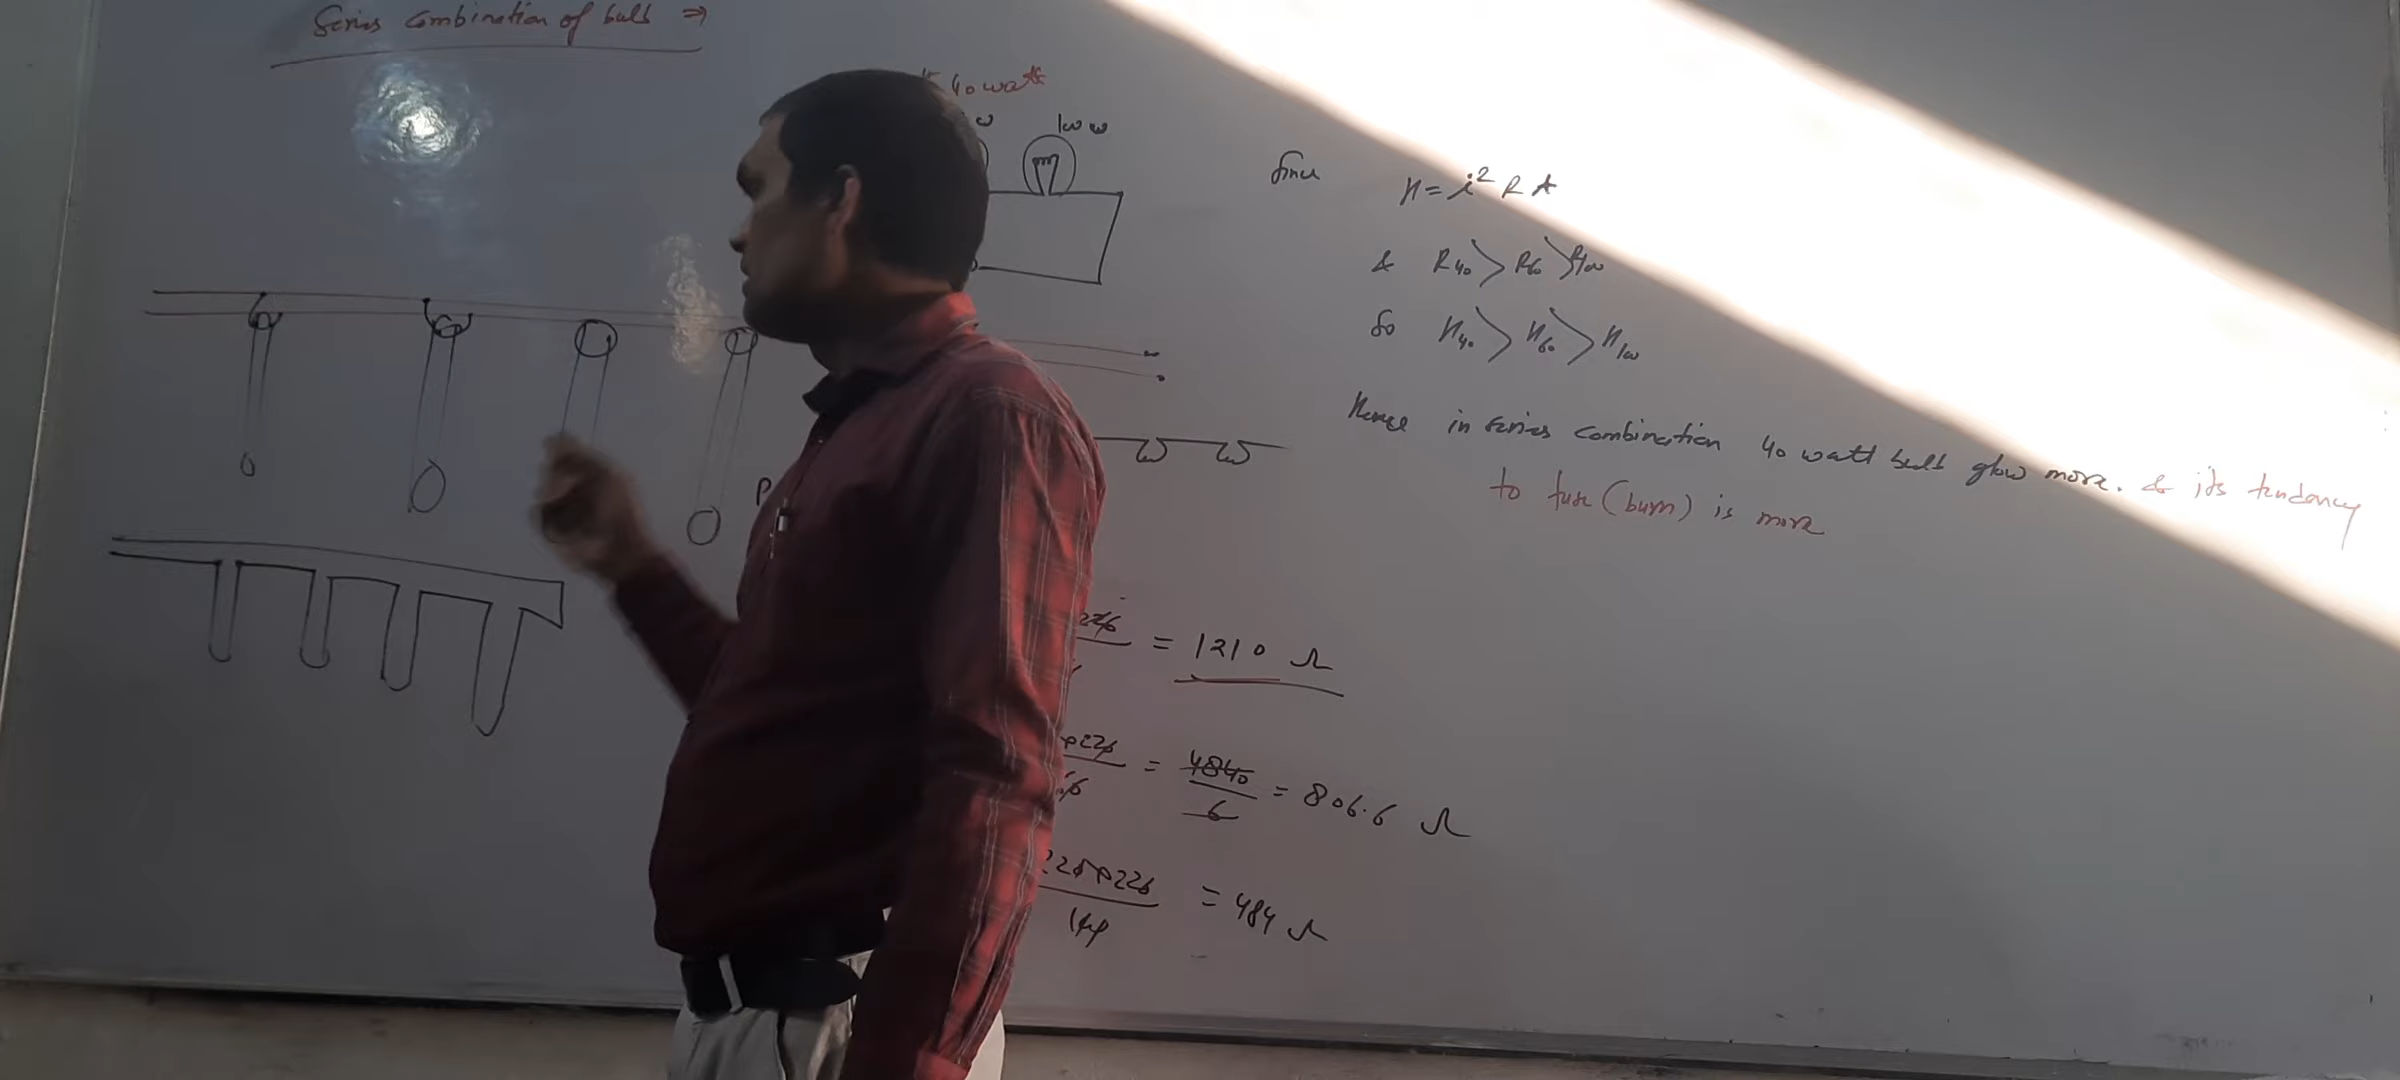 Series combination of bulb ⇒
40 watt
100 w
Since H = i² R t
& R40 > R60 > R100
So H40 > H60 > H100
Hence in series combination 40 watt bulb glow more. & its tendancy
to fuse (burn) is more
P
= 1210 Ω
= 4840/6 = 806.6 Ω
220×220/100 = 484 Ω